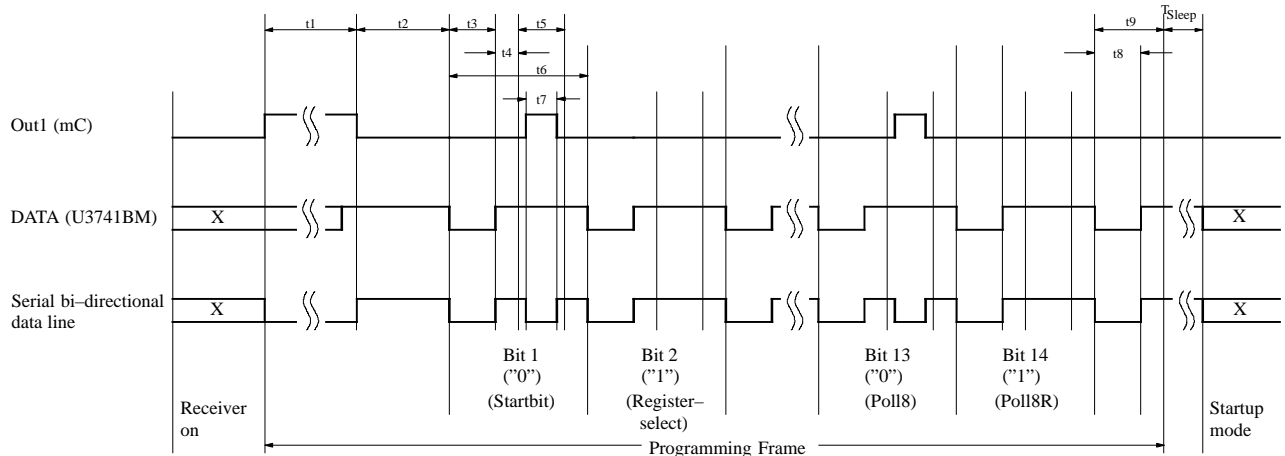 t1
t2
t3
t5
t9
TSleep
t4
t8
t6
t7
Out1 (mC)
DATA (U3741BM)
X
X
Serial bi–directional
data line
X
X
Bit 1
(”0”)
(Startbit)
Bit 2
(”1”)
(Register–
select)
Bit 13
(”0”)
(Poll8)
Bit 14
(”1”)
(Poll8R)
Receiver
on
Startup
mode
Programming Frame